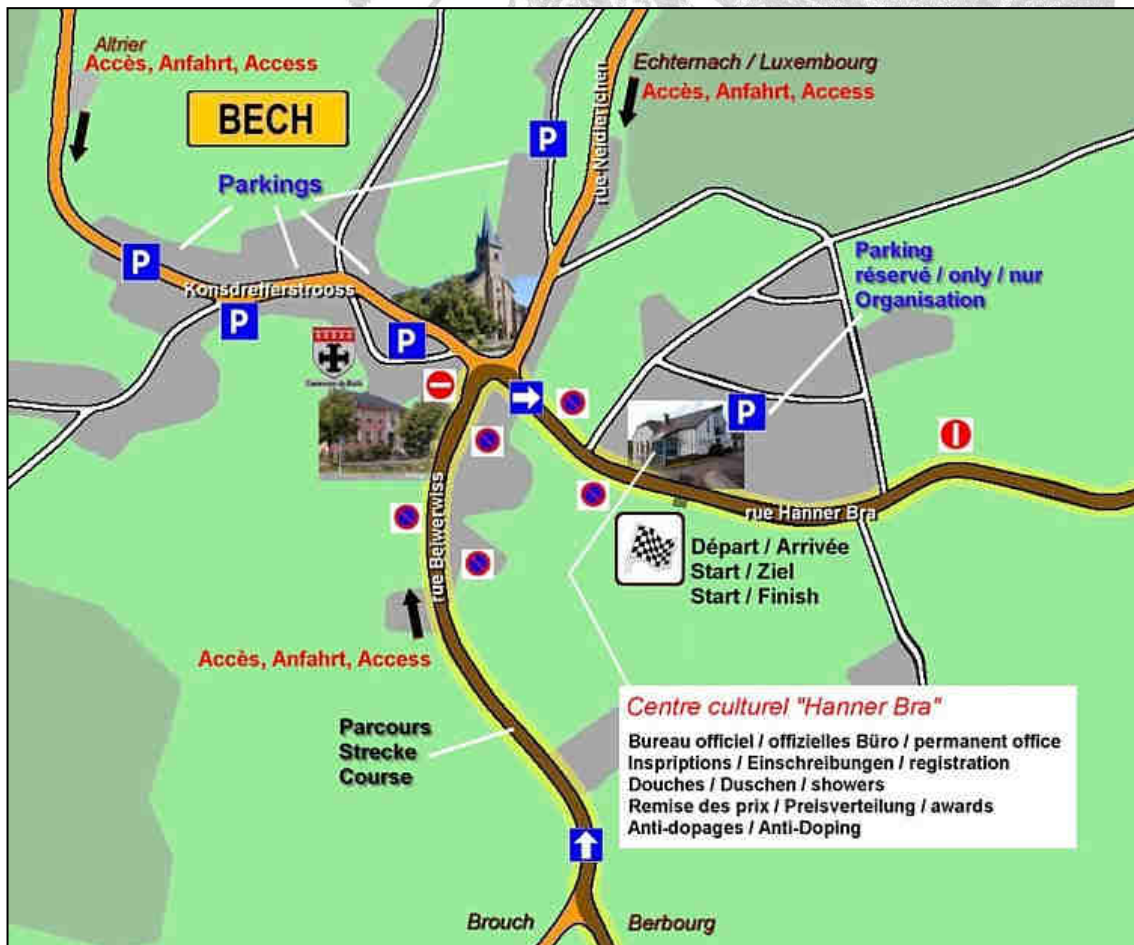 Altrier
Accès, Anfahrt, Access
BECH
Echternach / Luxembourg
Accès, Anfahrt, Access
P
rue Neidierichen
Parkings
P
Konsdrefferstrooss
P
P
Parking
réservé / only / nur
Organisation
P
rue Beiwerwiss
rue Hanner Bra
Départ / Arrivée
Start / Ziel
Start / Finish
Accès, Anfahrt, Access
Parcours
Strecke
Course
Centre culturel "Hanner Bra"
Bureau officiel / offizielles Büro / permanent office
Inspriptions / Einschreibungen / registration
Douches / Duschen / showers
Remise des prix / Preisverteilung / awards
Anti-dopages / Anti-Doping
Brouch
Berbourg